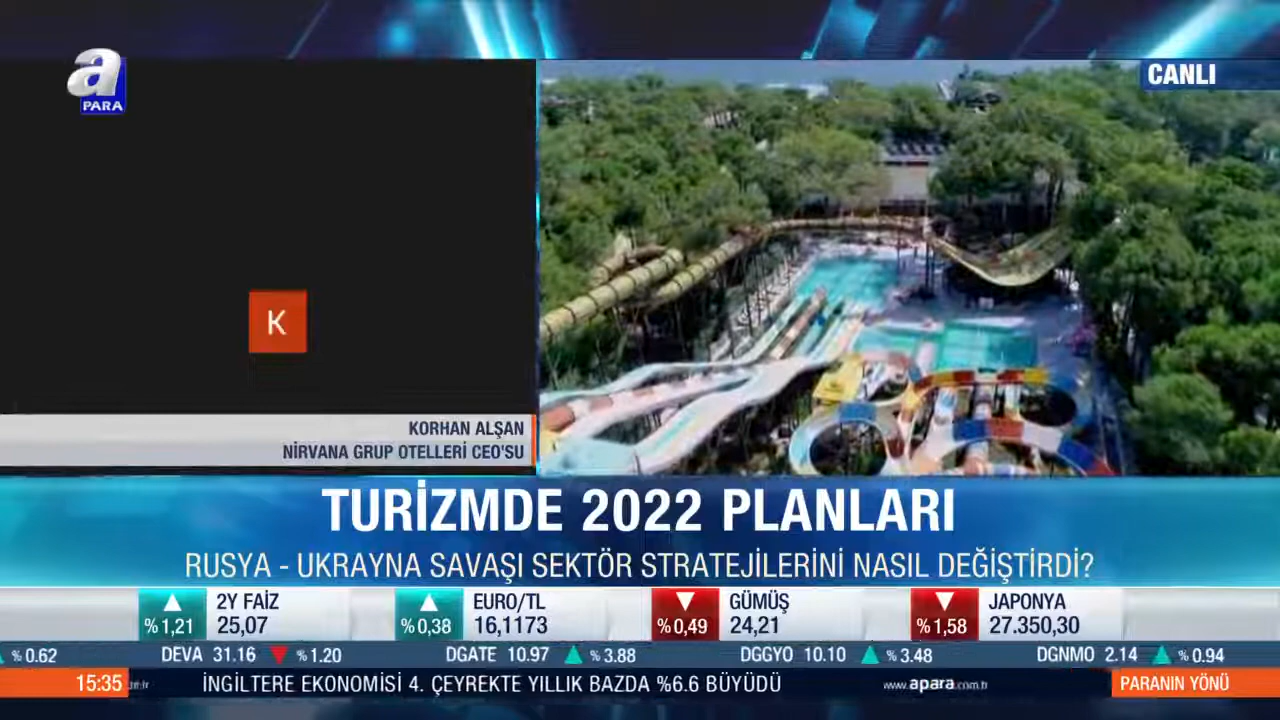 a
PARA
CANLI
K
KORHAN ALŞAN
NİRVANA GRUP OTELLERİ CEO'SU
TURİZMDE 2022 PLANLARI
RUSYA - UKRAYNA SAVAŞI SEKTÖR STRATEJİLERİNİ NASIL DEĞİŞTİRDİ?
%1,21 2Y FAİZ 25,07
%0,38 EURO/TL 16,1173
%0,49 GÜMÜŞ 24,21
%1,58 JAPONYA 27.350,30
%0.62 DEVA 31.16 %1.20 DGATE 10.97 %3.88 DGGYO 10.10 %3.48 DGNMO 2.14 %0.94
15:35 İNGİLTERE EKONOMİSİ 4. ÇEYREKTE YILLIK BAZDA %6.6 BÜYÜDÜ www.apara.com.tr PARANIN YÖNÜ